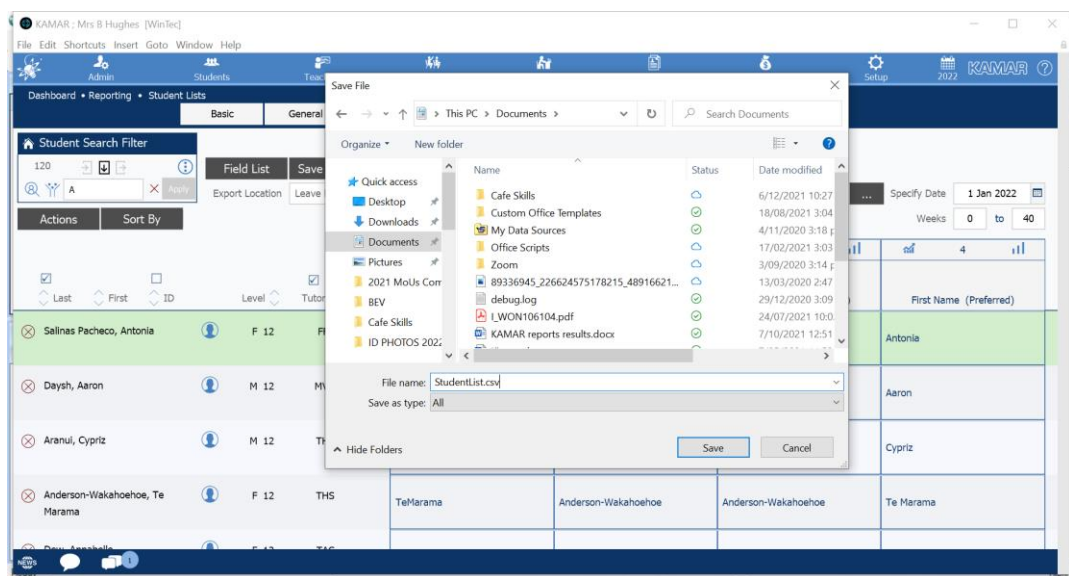 KAMAR ; Mrs B Hughes [WinTec]
File Edit Shortcuts Insert Goto Window Help
Admin
Students
Setup
2022
KAMAR
Dashboard • Reporting • Student Lists
Basic
General
Student Search Filter
120
A
Apply
Field List
Save
Export Location
Leave
Actions
Sort By
...
Specify Date
1 Jan 2022
Weeks
0
to
40
4
Last
First
ID
Level
Tutor
First Name (Preferred)
Salinas Pacheco, Antonia
F 12
Antonia
Daysh, Aaron
M 12
Aaron
Aranui, Cypriz
M 12
Cypriz
Anderson-Wakahoehoe, Te
Marama
F 12
THS
TeMarama
Anderson-Wakahoehoe
Anderson-Wakahoehoe
Te Marama
NEWS
1
Save File
This PC > Documents >
Search Documents
Organize
New folder
?
Quick access
Desktop
Downloads
Documents
Pictures
2021 MoUs Com
BEV
Cafe Skills
ID PHOTOS 2022
Name
Status
Date modified
Cafe Skills
6/12/2021 10:27
Custom Office Templates
18/08/2021 3:04
My Data Sources
4/11/2020 3:18 p
Office Scripts
17/02/2021 3:03
Zoom
3/09/2020 3:14 p
89336945_226624575178215_48916621...
13/03/2020 2:47
debug.log
29/12/2020 3:09
I_WON106104.pdf
24/07/2021 10:0
KAMAR reports results.docx
7/10/2021 12:51
File name: StudentList.csv
Save as type: All
Hide Folders
Save
Cancel